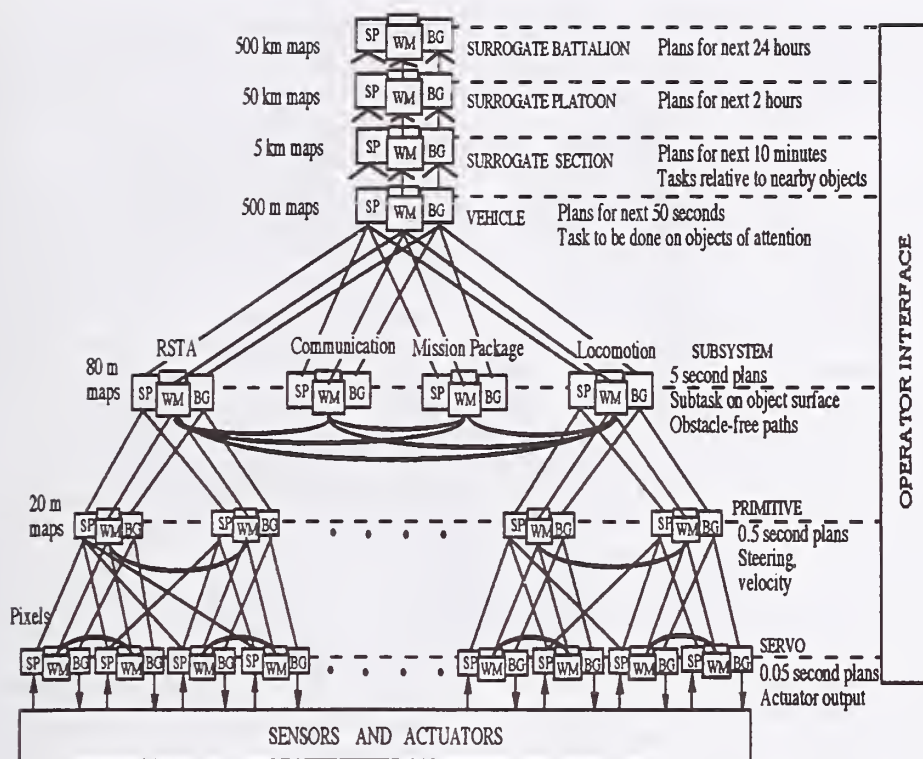 500 km maps SP WM BG SURROGATE BATTALION Plans for next 24 hours
50 km maps SP WM BG SURROGATE PLATOON Plans for next 2 hours
5 km maps SP WM BG SURROGATE SECTION Plans for next 10 minutes
Tasks relative to nearby objects
500 m maps SP WM BG VEHICLE Plans for next 50 seconds
Task to be done on objects of attention
OPERATOR INTERFACE
RSTA Communication Mission Package Locomotion SUBSYSTEM
80 m maps SP WM BG SP WM BG SP WM BG SP WM BG 5 second plans
Subtask on object surface
Obstacle-free paths
20 m maps SP WM BG SP WM BG SP WM BG SP WM BG PRIMITIVE
0.5 second plans
Steering,
velocity
Pixels
SP WM BG SP WM BG SP WM BG SP WM BG SP WM BG SP WM BG SP WM BG SP WM BG SERVO
0.05 second plans
Actuator output
SENSORS AND ACTUATORS